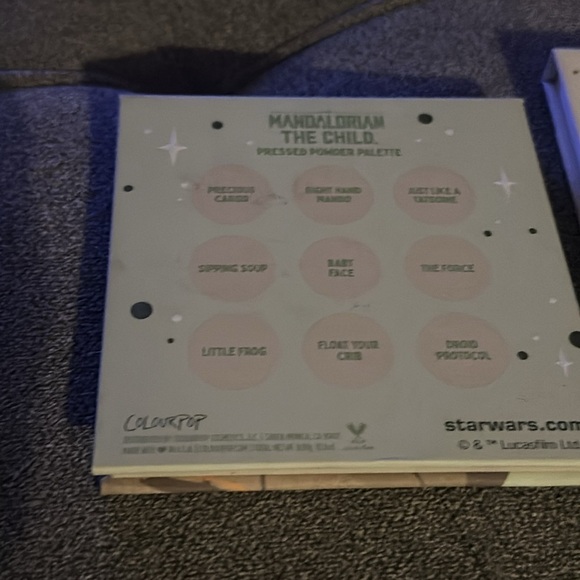 MANDALORIAN
THE CHILD.
PRESSED POWDER PALETTE
PRECIOUS
CARGO
RIGHT HAND
MANDO
JUST LIKE A
TATOOINE
SIPPING SOUP
BABY
FACE
THE FORCE
LITTLE FROG
FLOAT YOUR
CRIB
DROID
PROTOCOL
COLOURPOP
starwars.com
© & ™ Lucasfilm Ltd